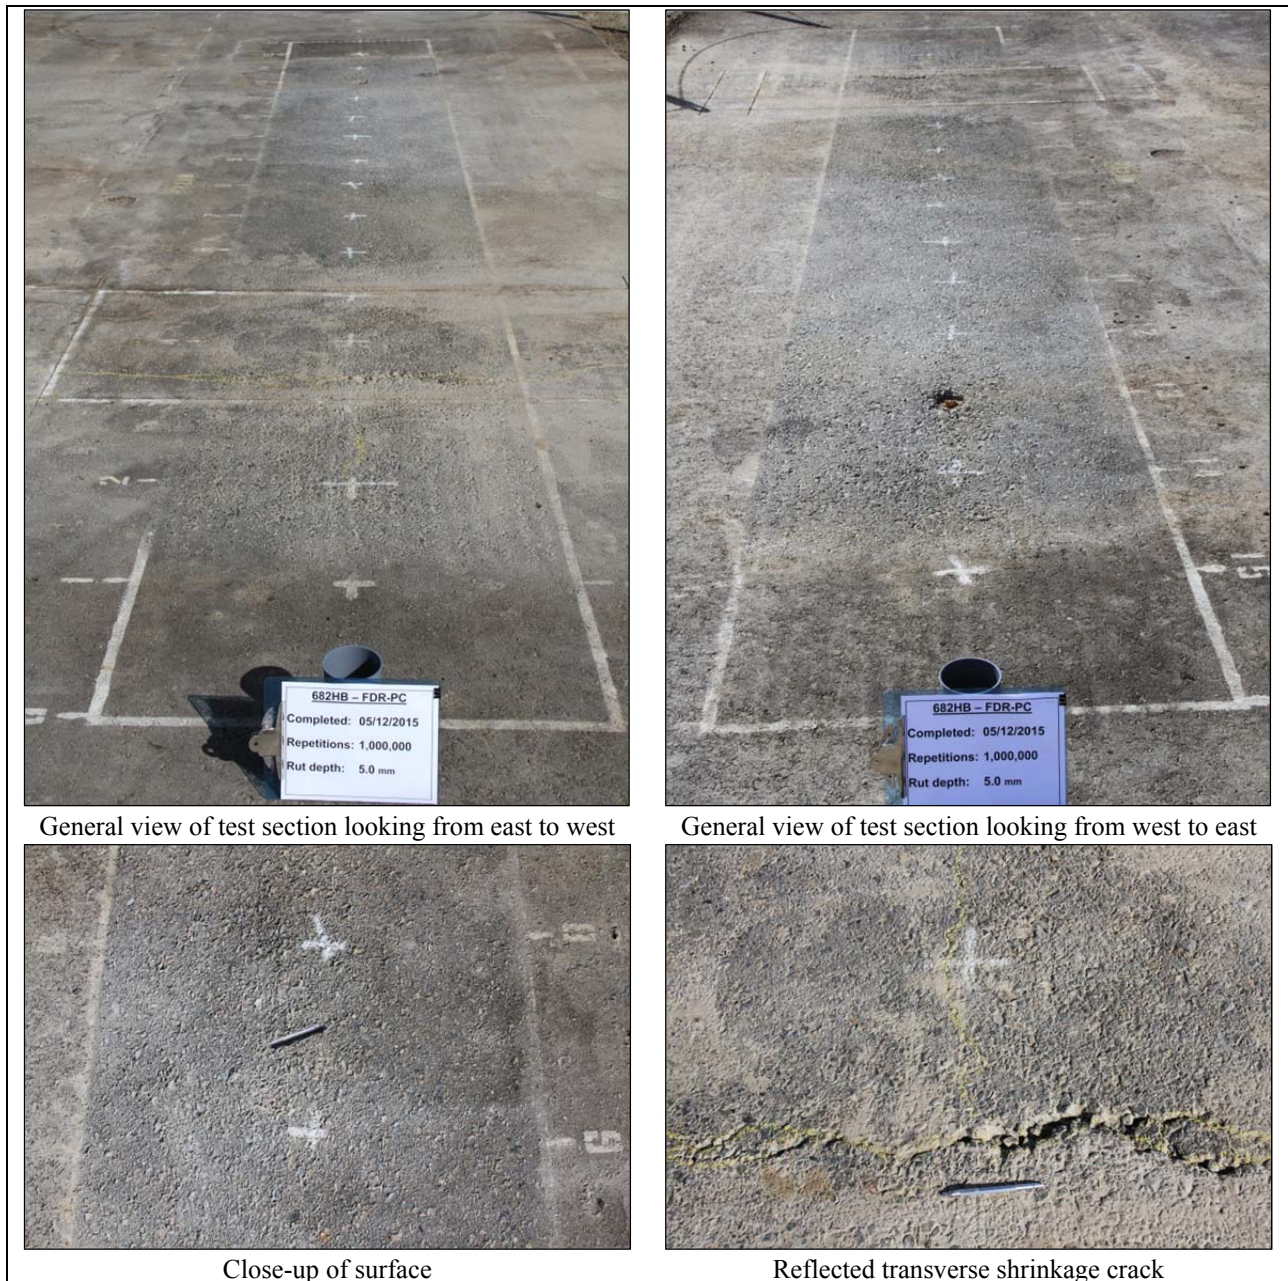 682HB – FDR-PC
Completed: 05/12/2015
Repetitions: 1,000,000
Rut depth: 5.0 mm
General view of test section looking from east to west
682HB – FDR-PC
Completed: 05/12/2015
Repetitions: 1,000,000
Rut depth: 5.0 mm
General view of test section looking from west to east
Close-up of surface
Reflected transverse shrinkage crack